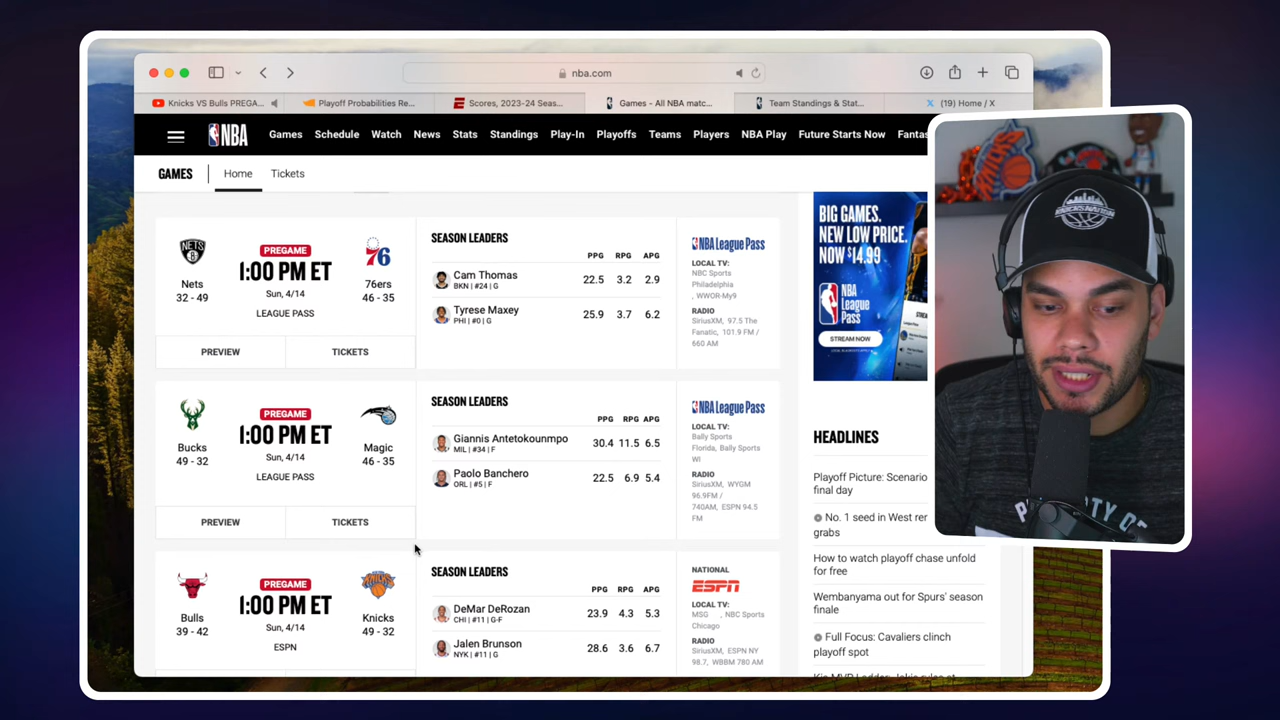 nba.com
Knicks VS Bulls PREGA...
Playoff Probabilities Re...
Scores, 2023-24 Seas...
Games - All NBA matc...
Team Standings & Stat...
(19) Home / X
NBA
Games
Schedule
Watch
News
Stats
Standings
Play-In
Playoffs
Teams
Players
NBA Play
Future Starts Now
Fantas
GAMES
Home
Tickets
NETS
B
Nets
32 - 49
PREGAME
1:00 PM ET
Sun, 4/14
LEAGUE PASS
76
76ers
46 - 35
PREVIEW
TICKETS
SEASON LEADERS
PPG RPG APG
Cam Thomas
BKN | #24 | G
22.5 3.2 2.9
Tyrese Maxey
PHI | #0 | G
25.9 3.7 6.2
NBA League Pass
LOCAL TV:
NBC Sports
Philadelphia
, WWOR-My9
RADIO
SiriusXM, 97.5 The
Fanatic, 101.9 FM /
660 AM
Bucks
49 - 32
PREGAME
1:00 PM ET
Sun, 4/14
LEAGUE PASS
Magic
46 - 35
PREVIEW
TICKETS
SEASON LEADERS
PPG RPG APG
Giannis Antetokounmpo
MIL | #34 | F
30.4 11.5 6.5
Paolo Banchero
ORL | #5 | F
22.5 6.9 5.4
NBA League Pass
LOCAL TV:
Bally Sports
Florida, Bally Sports
WI
RADIO
SiriusXM, WYGM
96.9FM /
740AM, ESPN 94.5
FM
Bulls
39 - 42
PREGAME
1:00 PM ET
Sun, 4/14
ESPN
KNICKS
Knicks
49 - 32
SEASON LEADERS
PPG RPG APG
DeMar DeRozan
CHI | #11 | G-F
23.9 4.3 5.3
Jalen Brunson
NYK | #11 | G
28.6 3.6 6.7
NATIONAL
ESPN
LOCAL TV:
MSG , NBC Sports
Chicago
RADIO
SiriusXM, ESPN NY
98.7, WBBM 780 AM
BIG GAMES.
NEW LOW PRICE.
NOW $14.99
NBA
LEAGUE
PASS
STREAM NOW
HEADLINES
Playoff Picture: Scenario
final day
No. 1 seed in West rer
grabs
How to watch playoff chase unfold
for free
Wembanyama out for Spurs' season
finale
Full Focus: Cavaliers clinch
playoff spot
KNICKS
KNICKS NATION
PROPERTY OF